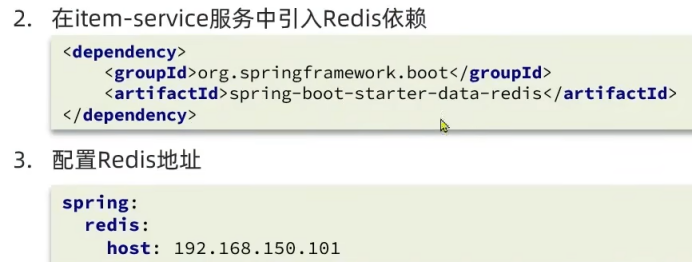 2. 在item-service服务中引入Redis依赖
<dependency>
    <groupId>org.springframework.boot</groupId>
    <artifactId>spring-boot-starter-data-redis</artifactId>
</dependency>
3. 配置Redis地址
spring:
  redis:
    host: 192.168.150.101